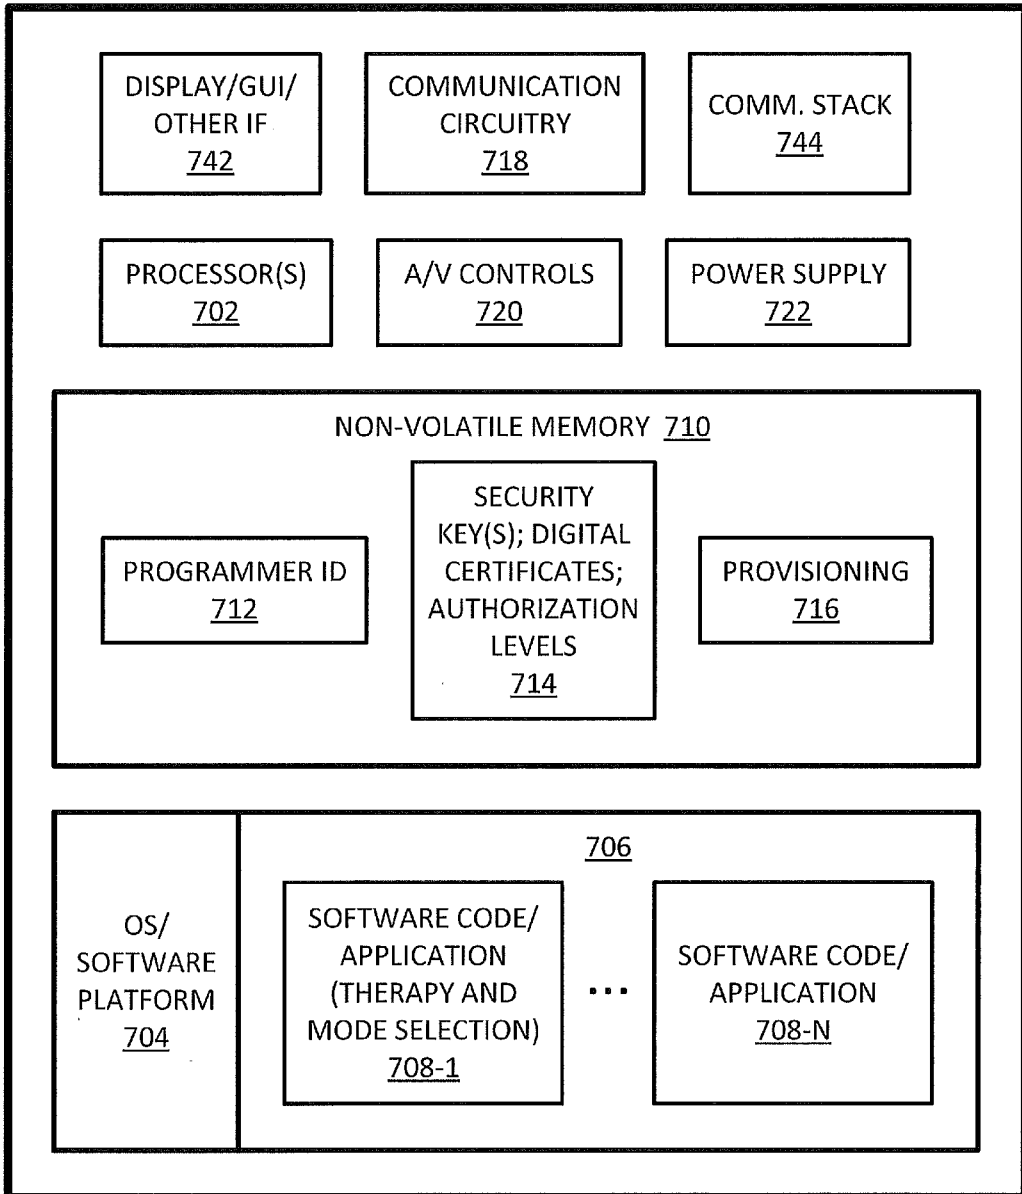 DISPLAY/GUI/
OTHER IF
742
COMMUNICATION
CIRCUITRY
718
COMM. STACK
744
PROCESSOR(S)
702
A/V CONTROLS
720
POWER SUPPLY
722
NON-VOLATILE MEMORY 710
PROGRAMMER ID
712
SECURITY
KEY(S); DIGITAL
CERTIFICATES;
AUTHORIZATION
LEVELS
714
PROVISIONING
716
OS/
SOFTWARE
PLATFORM
704
706
SOFTWARE CODE/
APPLICATION
(THERAPY AND
MODE SELECTION)
708-1
...
SOFTWARE CODE/
APPLICATION
708-N